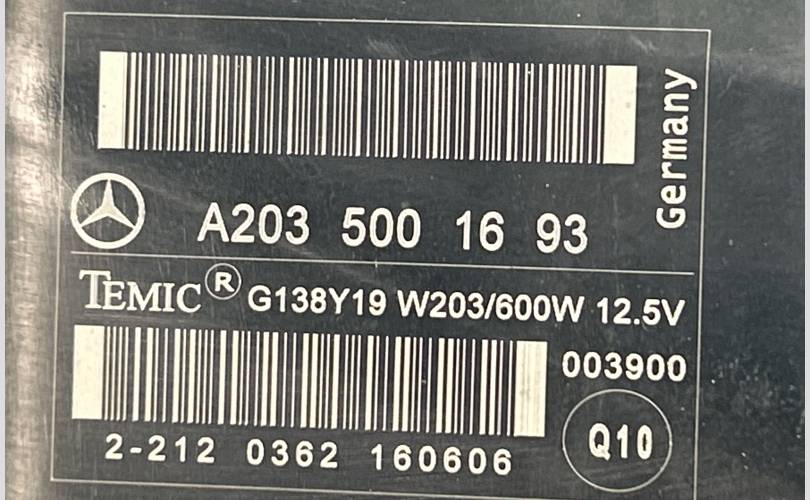 Germany
A203 500 16 93
TEMIC® G138Y19 W203/600W 12.5V
003900
2-212 0362 160606
Q10